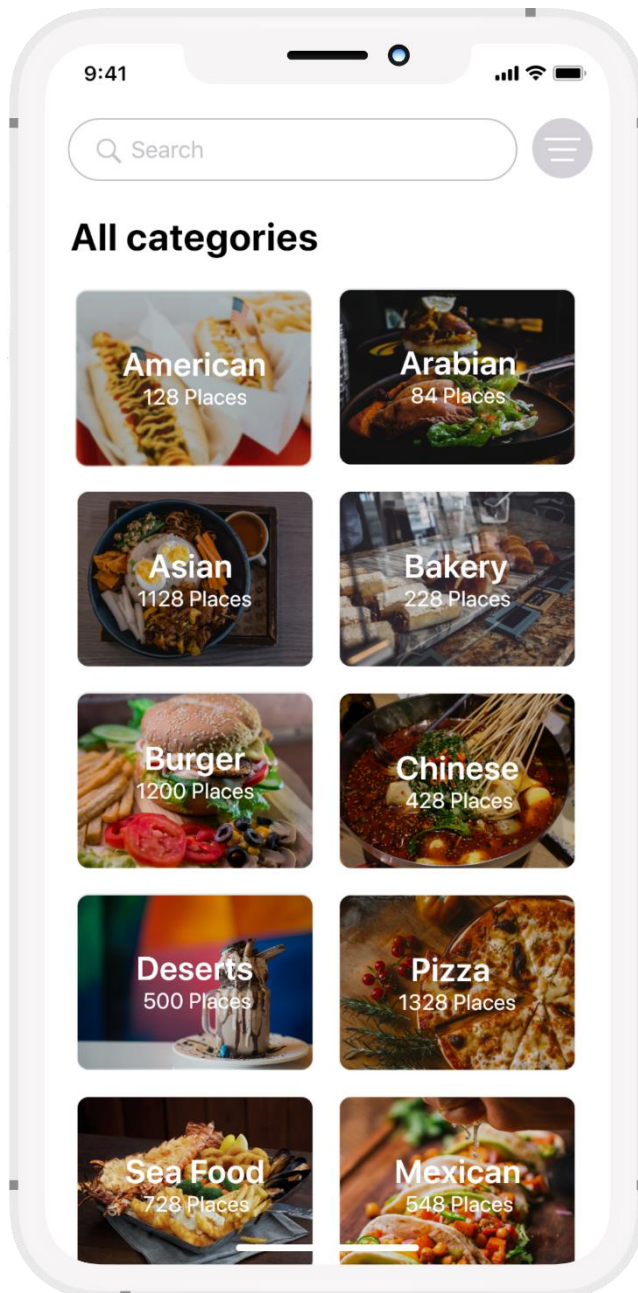 9:41
Search
All categories
American
128 Places
Arabian
84 Places
Asian
1128 Places
Bakery
228 Places
Burger
1200 Places
Chinese
428 Places
Deserts
500 Places
Pizza
1328 Places
Sea Food
728 Places
Mexican
548 Places